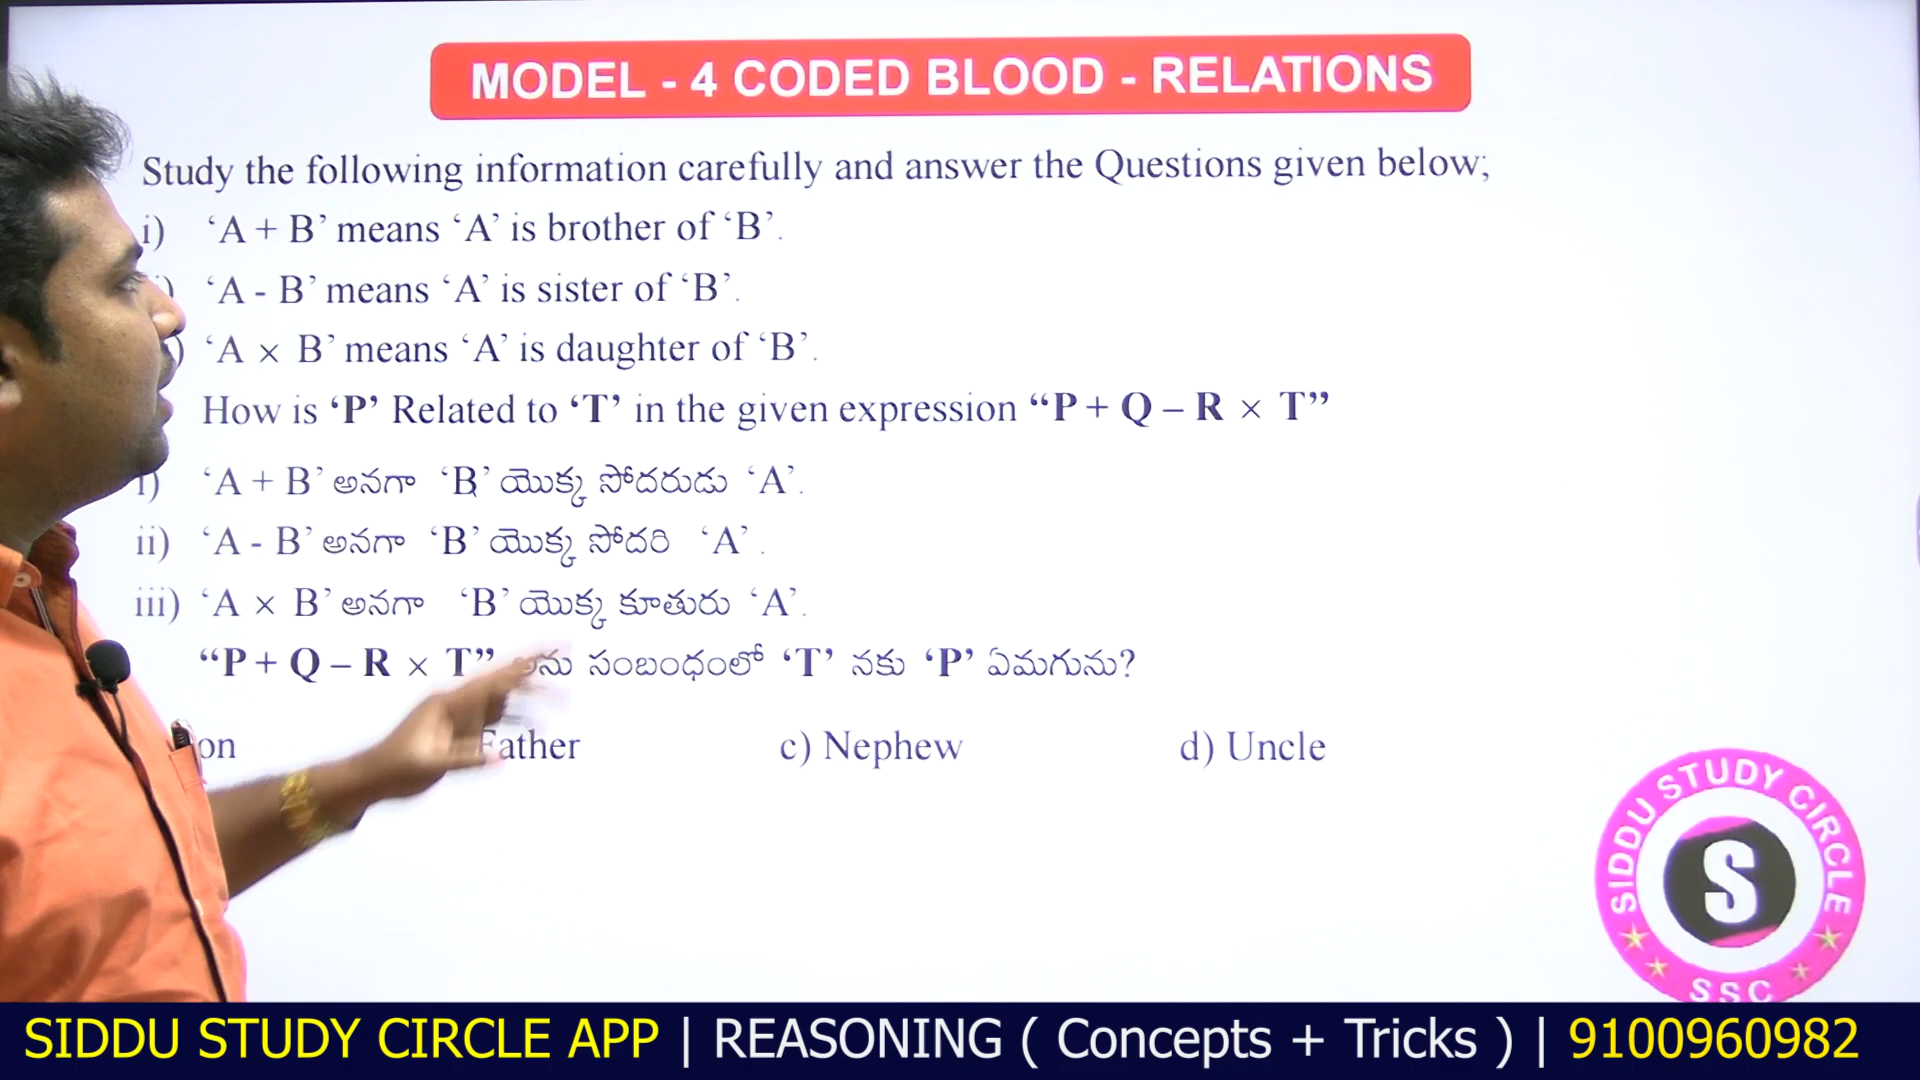 MODEL - 4 CODED BLOOD - RELATIONS
Study the following information carefully and answer the Questions given below;
i) ‘A + B’ means ‘A’ is brother of ‘B’.
‘A - B’ means ‘A’ is sister of ‘B’.
‘A × B’ means ‘A’ is daughter of ‘B’.
How is ‘P’ Related to ‘T’ in the given expression “P + Q – R × T”
i) ‘A + B’ అనగా ‘B’ యొక్క సోదరుడు ‘A’.
ii) ‘A - B’ అనగా ‘B’ యొక్క సోదరి ‘A’.
iii) ‘A × B’ అనగా ‘B’ యొక్క కూతురు ‘A’.
“P + Q – R × T” అను సంబంధంలో ‘T’ నకు ‘P’ ఏమగును?
on Father c) Nephew d) Uncle
SIDDU STUDY CIRCLE
S
SSC
SIDDU STUDY CIRCLE APP | REASONING ( Concepts + Tricks ) | 9100960982